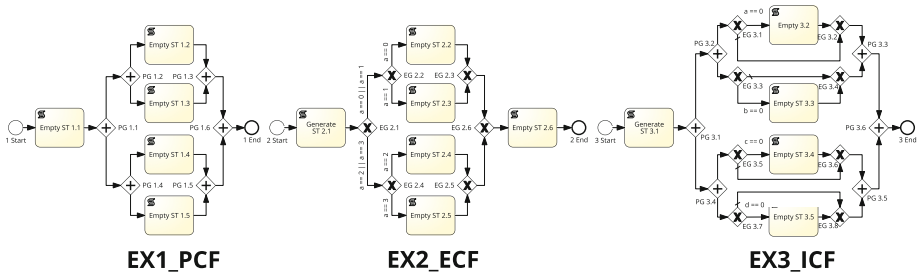 1 Start
Empty ST 1.1
PG 1.1
PG 1.2
Empty ST 1.2
PG 1.3
Empty ST 1.3
Empty ST 1.4
PG 1.4
PG 1.5
Empty ST 1.5
PG 1.6
1 End
EX1_PCF
2 Start
Generate
ST 2.1
EG 2.1
a == 0 || a == 1
a == 2 || a == 3
EG 2.2
a == 0
a == 1
Empty ST 2.2
Empty ST 2.3
EG 2.3
EG 2.4
a == 2
a == 3
Empty ST 2.4
Empty ST 2.5
EG 2.5
EG 2.6
Empty ST 2.6
2 End
EX2_ECF
3 Start
Generate
ST 3.1
PG 3.1
PG 3.2
a == 0
EG 3.1
Empty 3.2
EG 3.2
PG 3.3
EG 3.3
b == 0
Empty ST 3.3
EG 3.4
PG 3.4
c == 0
EG 3.5
Empty ST 3.4
EG 3.6
d == 0
EG 3.7
Empty ST 3.5
EG 3.8
PG 3.5
PG 3.6
3 End
EX3_ICF